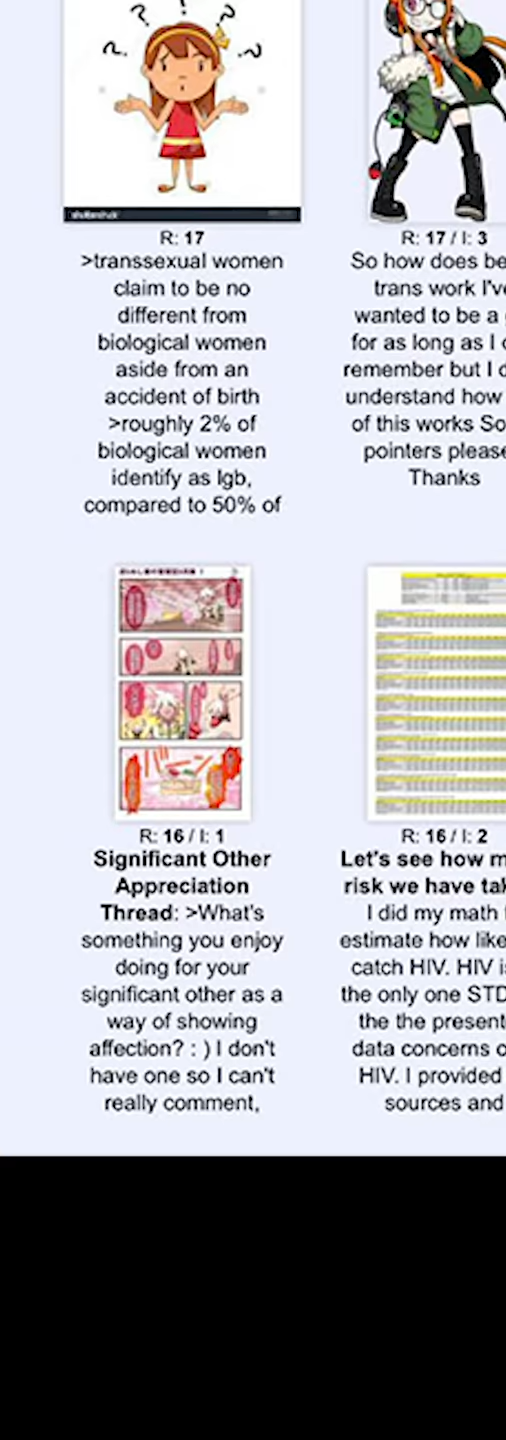 ? ? ? ? ?
shutterstock
R: 17
>transsexual women
claim to be no
different from
biological women
aside from an
accident of birth
>roughly 2% of
biological women
identify as lgb,
compared to 50% of
R: 17 / I: 3
So how does be
trans work I've
wanted to be a
for as long as I
remember but I
understand how
of this works So
pointers please
Thanks
R: 16 / I: 1
Significant Other
Appreciation
Thread: >What's
something you enjoy
doing for your
significant other as a
way of showing
affection? : ) I don't
have one so I can't
really comment,
R: 16 / I: 2
Let's see how m
risk we have tak
I did my math
estimate how like
catch HIV. HIV is
the only one STD
the the present
data concerns o
HIV. I provided
sources and